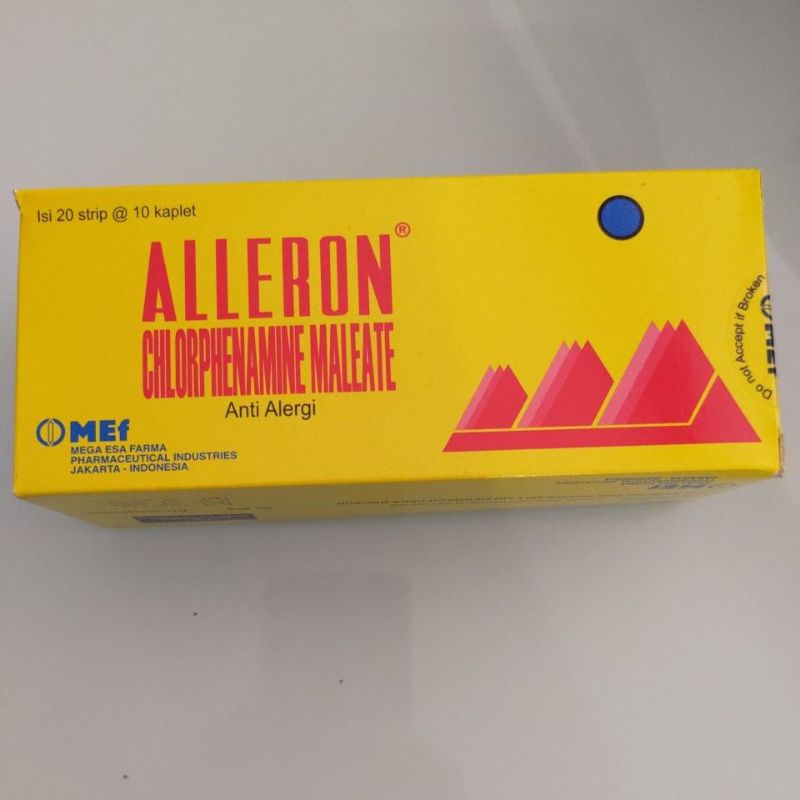 Isi 20 strip @ 10 kaplet
ALLERON®
CHLORPHENAMINE MALEATE
Anti Alergi
MEf
MEGA ESA FARMA
PHARMACEUTICAL INDUSTRIES
JAKARTA - INDONESIA
Do not Accept if Broken
MEf